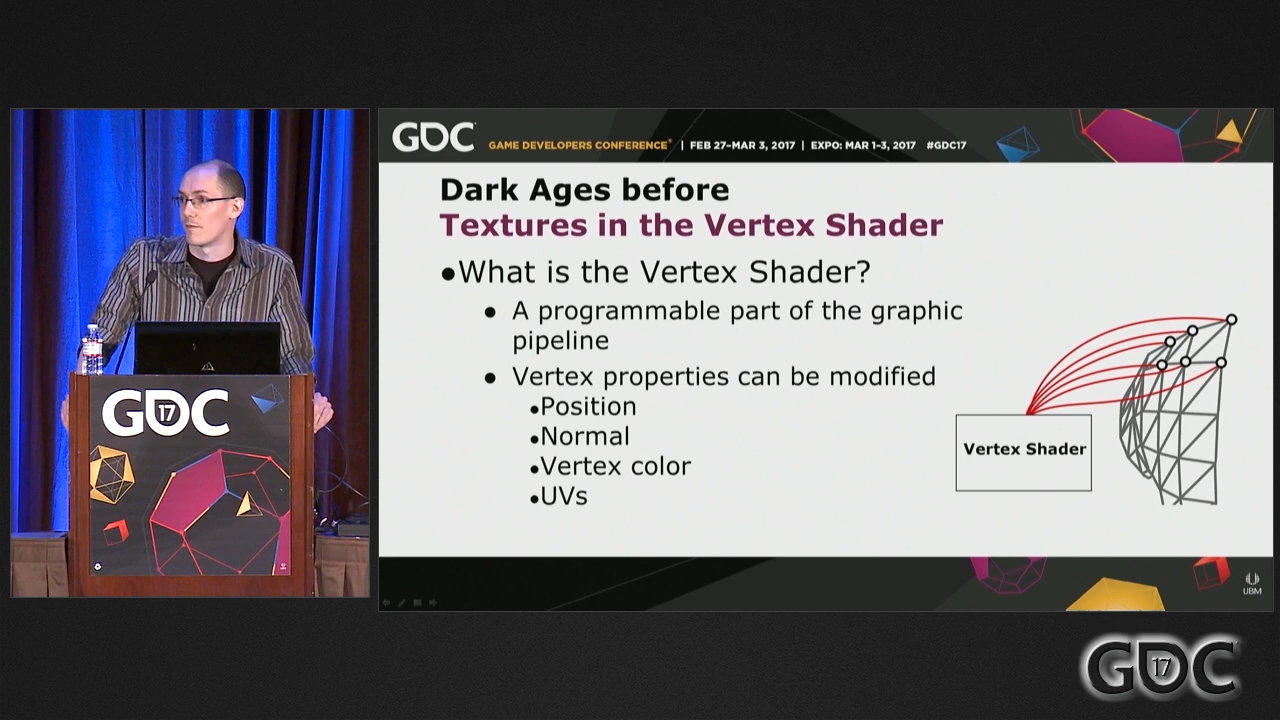 GDC
GAME DEVELOPERS CONFERENCE® | FEB 27–MAR 3, 2017 | EXPO: MAR 1–3, 2017 #GDC17
Dark Ages before
Textures in the Vertex Shader
●What is the Vertex Shader?
● A programmable part of the graphic
pipeline
● Vertex properties can be modified
●Position
●Normal
●Vertex color
●UVs
Vertex Shader
UBM
GDC
17
GDC
17